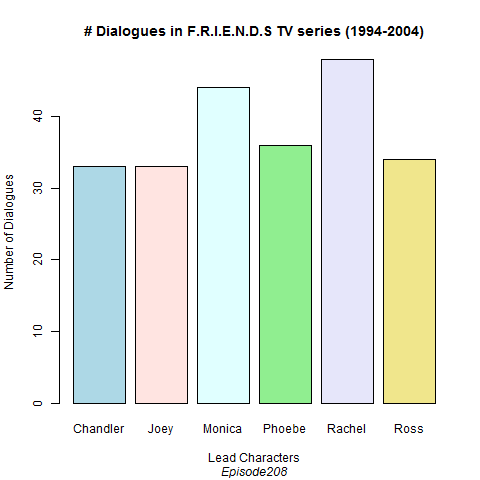 # Dialogues in F.R.I.E.N.D.S TV series (1994-2004)
Number of Dialogues
40
30
20
10
0
Chandler Joey Monica Phoebe Rachel Ross
Lead Characters
Episode208